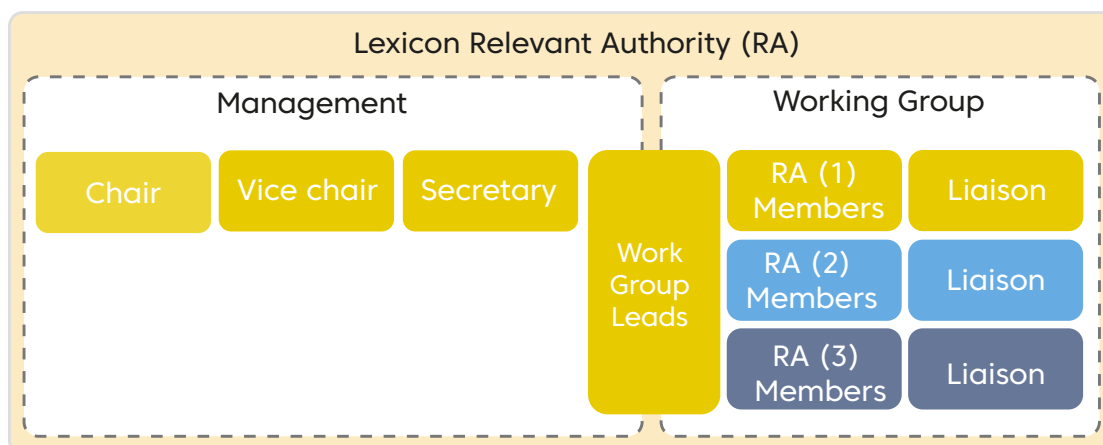 Lexicon Relevant Authority (RA)
Management
Working Group
Chair
Vice chair
Secretary
Work
Group
Leads
RA (1)
Members
Liaison
RA (2)
Members
Liaison
RA (3)
Members
Liaison